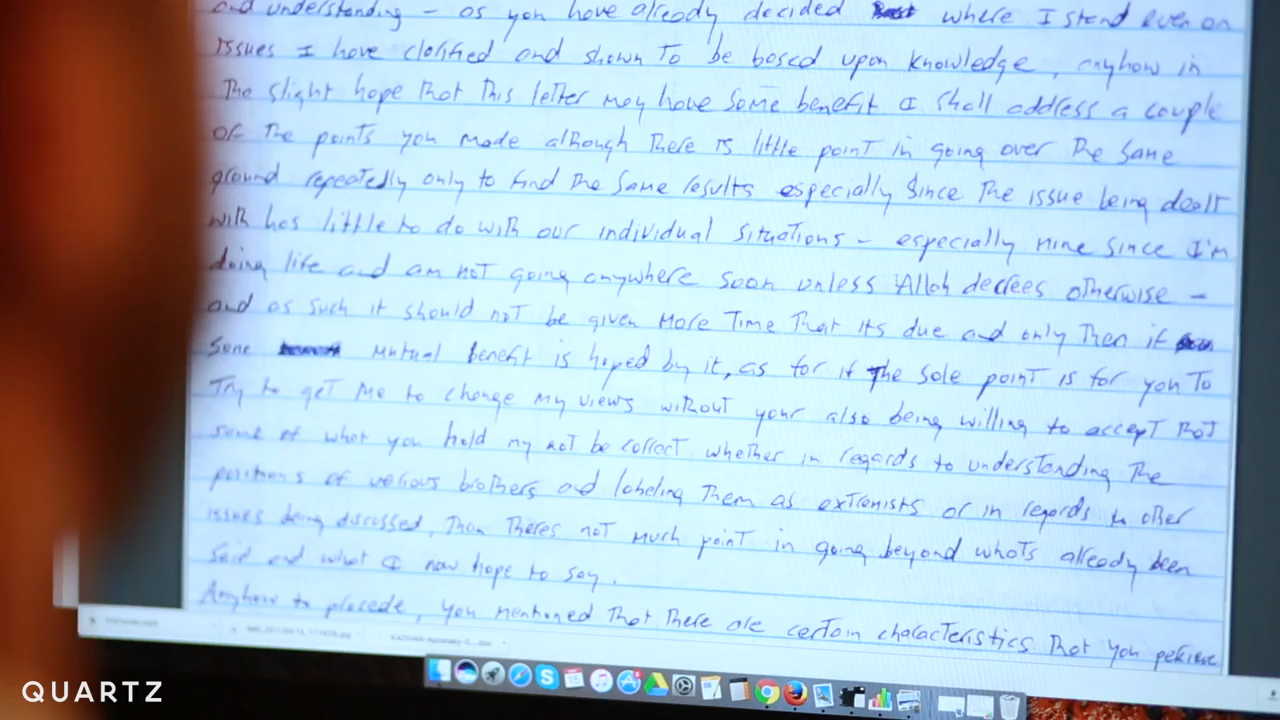 and understanding - as you have already decided where I stand even on
issues I have clarified and shown to be based upon knowledge, anyhow in
The slight hope that this letter may have some benefit I shall address a couple
of the points you made although there is little point in going over the same
ground repeatedly only to find the same results especially since the issue being dealt
with has little to do with our individual situations - especially mine since I'm
doing life and am not going anywhere soon unless Allah decrees otherwise -
and as such it should not be given more time that its due and only then if
some mutual benefit is hoped by it, as for if the sole point is for you to
Try to get me to change my views without your also being willing to accept that
some of what you hold my not be correct whether in regards to understanding the
positions of various brothers and labeling them as extremists or in regards to other
issues being discussed, than theres not much point in going beyond whats already been
said and what I now hope to say.
Anyhow to procede, you mentioned that there are certain characteristics that you
QUARTZ